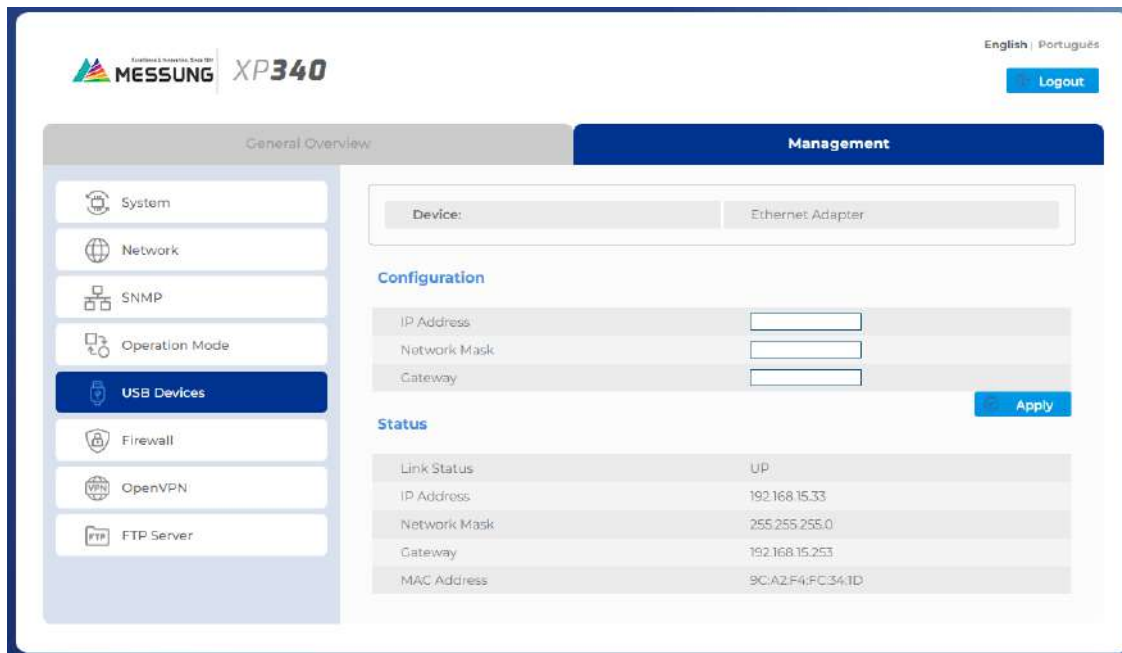 English | Português
MESSUNG XP340
Logout
General Overview
Management
System
Network
SNMP
Operation Mode
USB Devices
VPN
Firewall
OpenVPN
FTP
FTP Server
Device: Ethernet Adapter
Configuration
IP Address
Network Mask
Gateway
Apply
Status
Link Status UP
IP Address 192.168.15.33
Network Mask 255.255.255.0
Gateway 192.168.15.253
MAC Address 9C:A2:F4:FC:34:1D